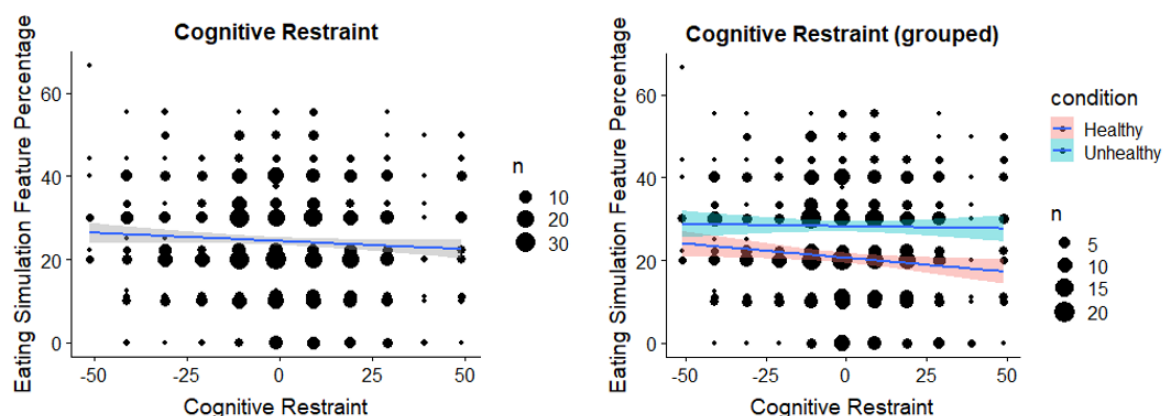 Cognitive Restraint
Eating Simulation Feature Percentage
60
40
20
0
-50
-25
0
25
50
Cognitive Restraint
n
10
20
30
Cognitive Restraint (grouped)
Eating Simulation Feature Percentage
60
40
20
0
-50
-25
0
25
50
Cognitive Restraint
condition
Healthy
Unhealthy
n
5
10
15
20